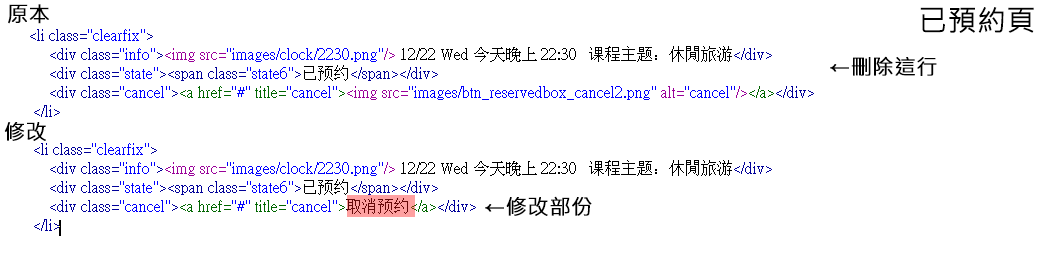 原本
已預約頁
<li class="clearfix">
<div class="info"><img src="images/clock/2230.png"/> 12/22 Wed 今天晚上 22:30 课程主题：休閒旅游</div>
<div class="state"><span class="state6">已预约</span></div>
←刪除這行
<div class="cancel"><a href="#" title="cancel"><img src="images/btn_reservedbox_cancel2.png" alt="cancel"/></a></div>
</li>
修改
<li class="clearfix">
<div class="info"><img src="images/clock/2230.png"/> 12/22 Wed 今天晚上 22:30 课程主题：休閒旅游</div>
<div class="state"><span class="state6">已预约</span></div>
<div class="cancel"><a href="#" title="cancel">取消预约</a></div> ←修改部份
</li>